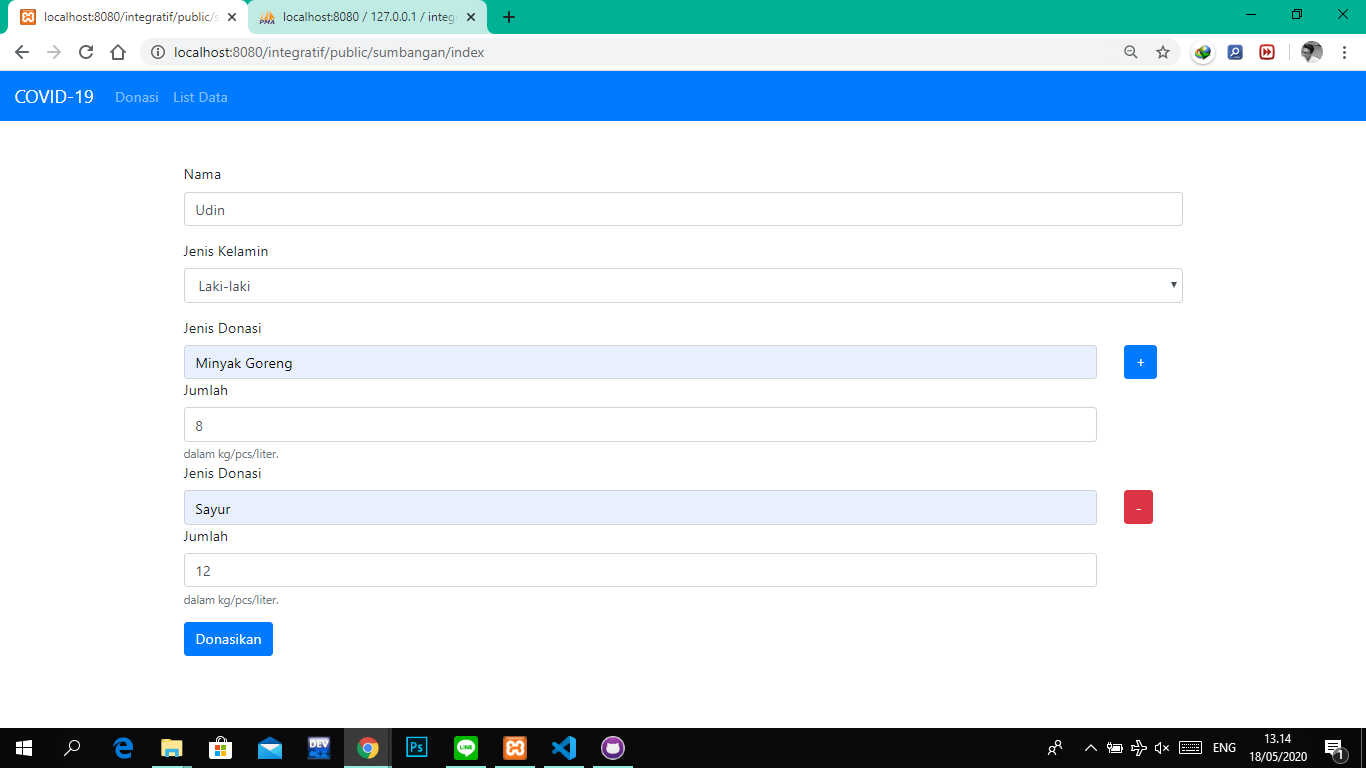 localhost:8080/integratif/public/s
localhost:8080 / 127.0.0.1 / integ
localhost:8080/integratif/public/sumbangan/index
COVID-19 Donasi List Data
Nama
Udin
Jenis Kelamin
Laki-laki
Jenis Donasi
Minyak Goreng
+
Jumlah
8
dalam kg/pcs/liter.
Jenis Donasi
Sayur
-
Jumlah
12
dalam kg/pcs/liter.
Donasikan
DEV
Ps
LINE
ENG
13.14
18/05/2020
1